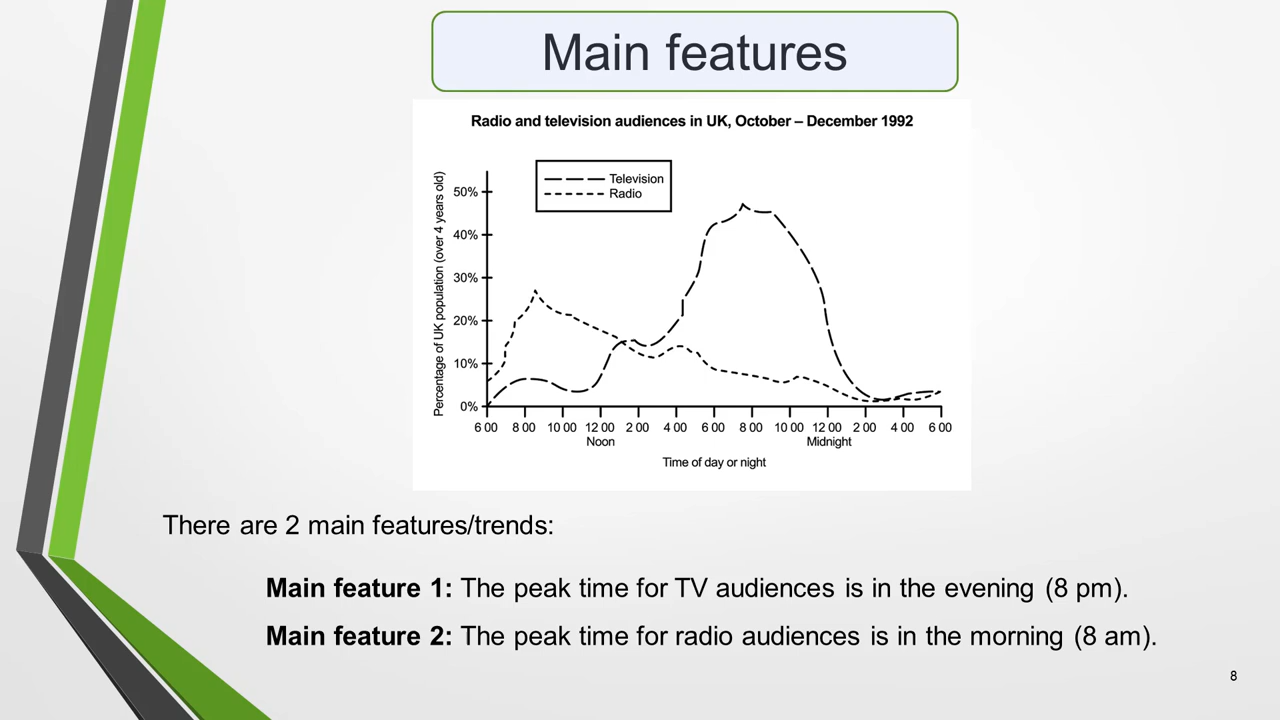 Main features
Radio and television audiences in UK, October – December 1992
Television
Radio
Percentage of UK population (over 4 years old)
50%
40%
30%
20%
10%
0%
6 00 8 00 10 00 12 00 2 00 4 00 6 00 8 00 10 00 12 00 2 00 4 00 6 00
Noon Midnight
Time of day or night
There are 2 main features/trends:
Main feature 1: The peak time for TV audiences is in the evening (8 pm).
Main feature 2: The peak time for radio audiences is in the morning (8 am).
8